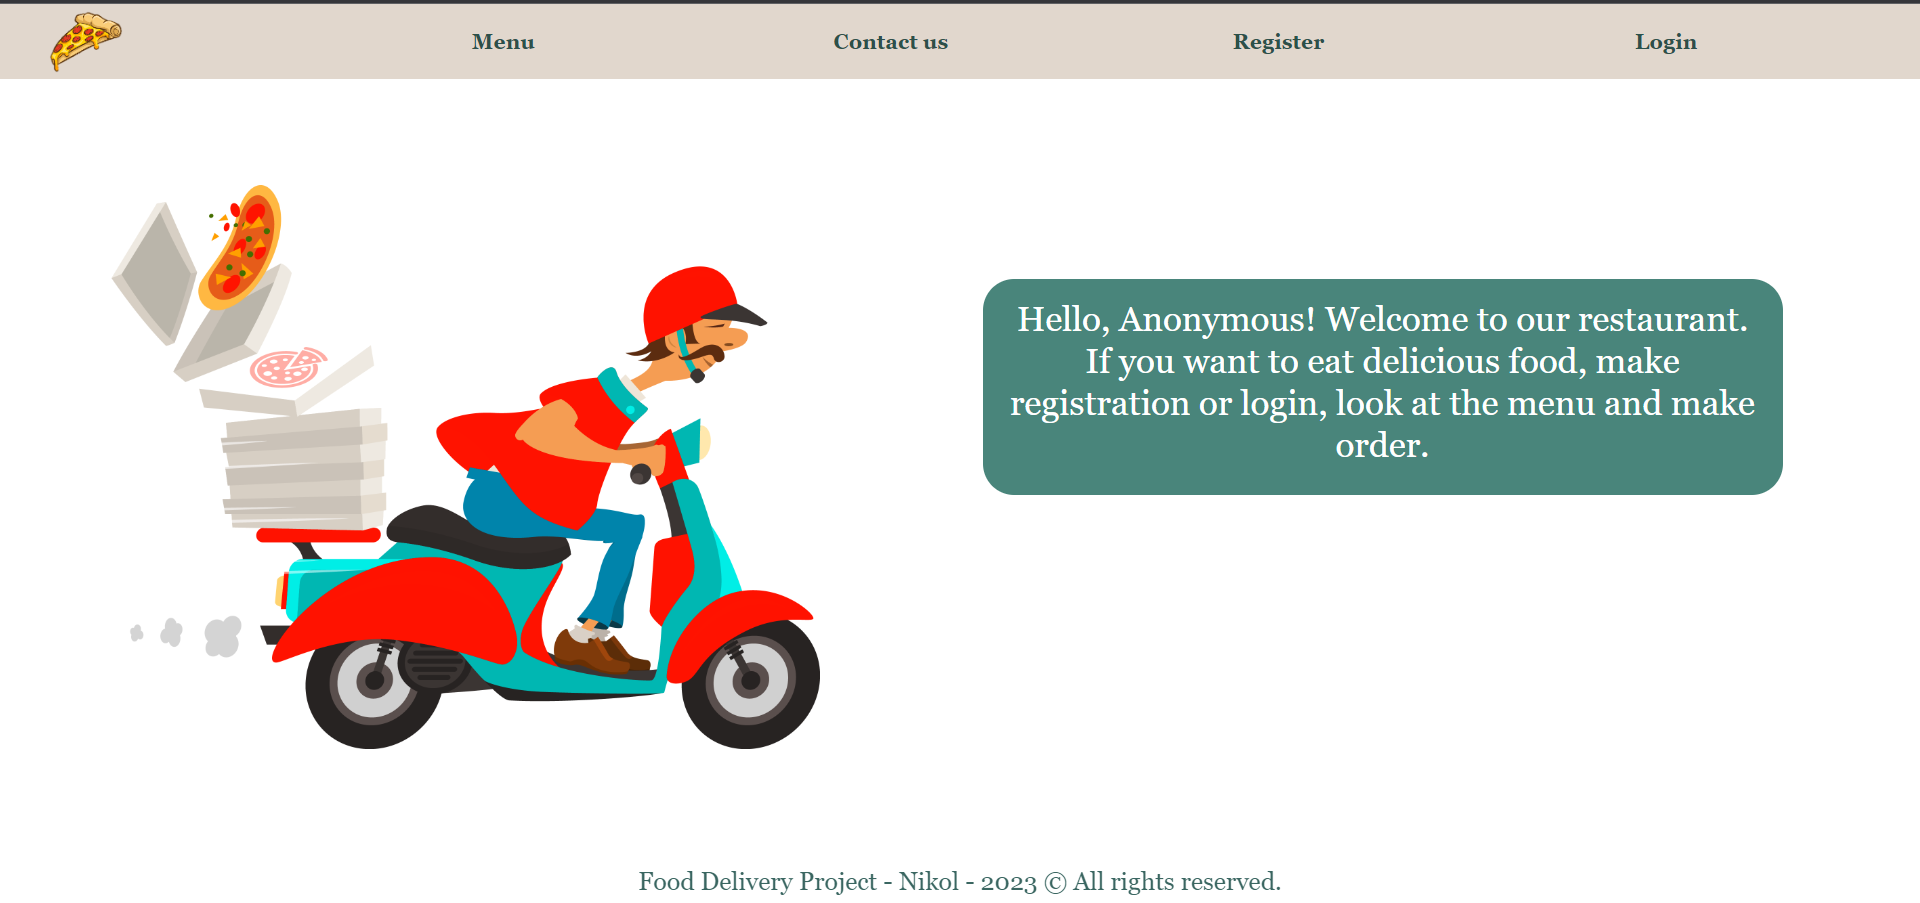 Menu
Contact us
Register
Login
Hello, Anonymous! Welcome to our restaurant.
If you want to eat delicious food, make
registration or login, look at the menu and make
order.
Food Delivery Project - Nikol - 2023 © All rights reserved.